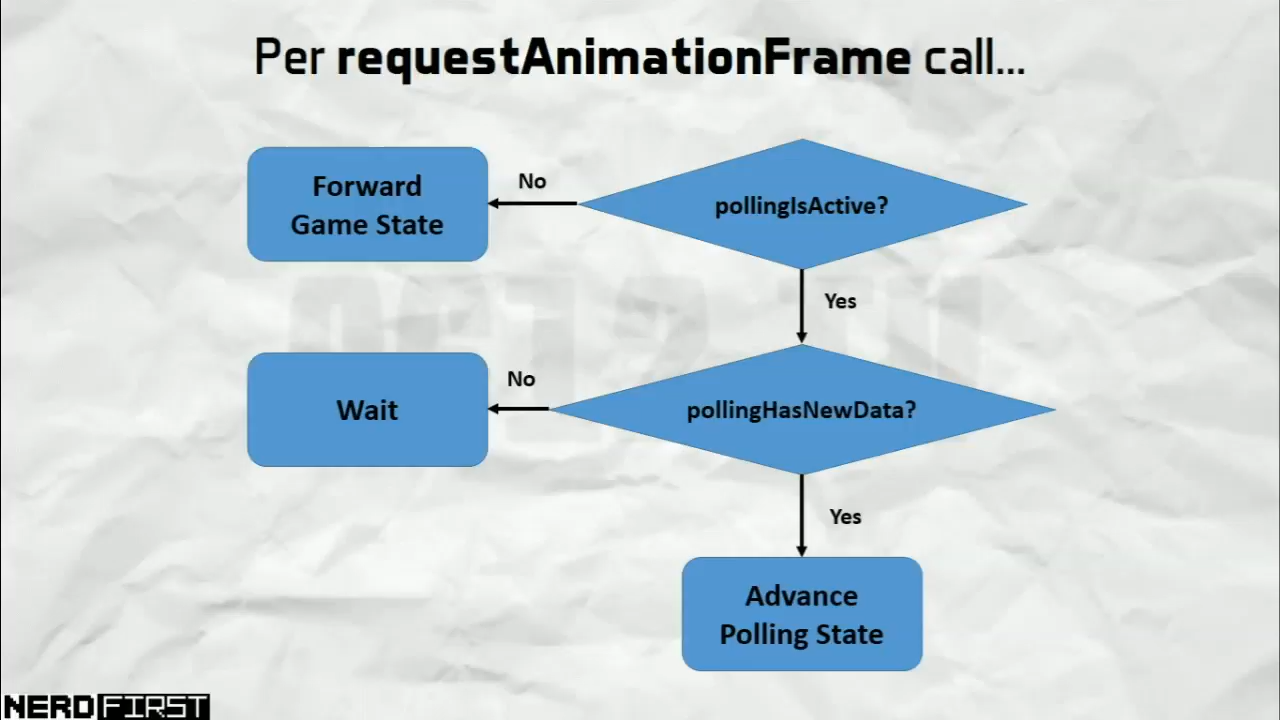 Per requestAnimationFrame call...
Forward
Game State
No
pollingIsActive?
Yes
Wait
No
pollingHasNewData?
Yes
Advance
Polling State
NERDFIRST